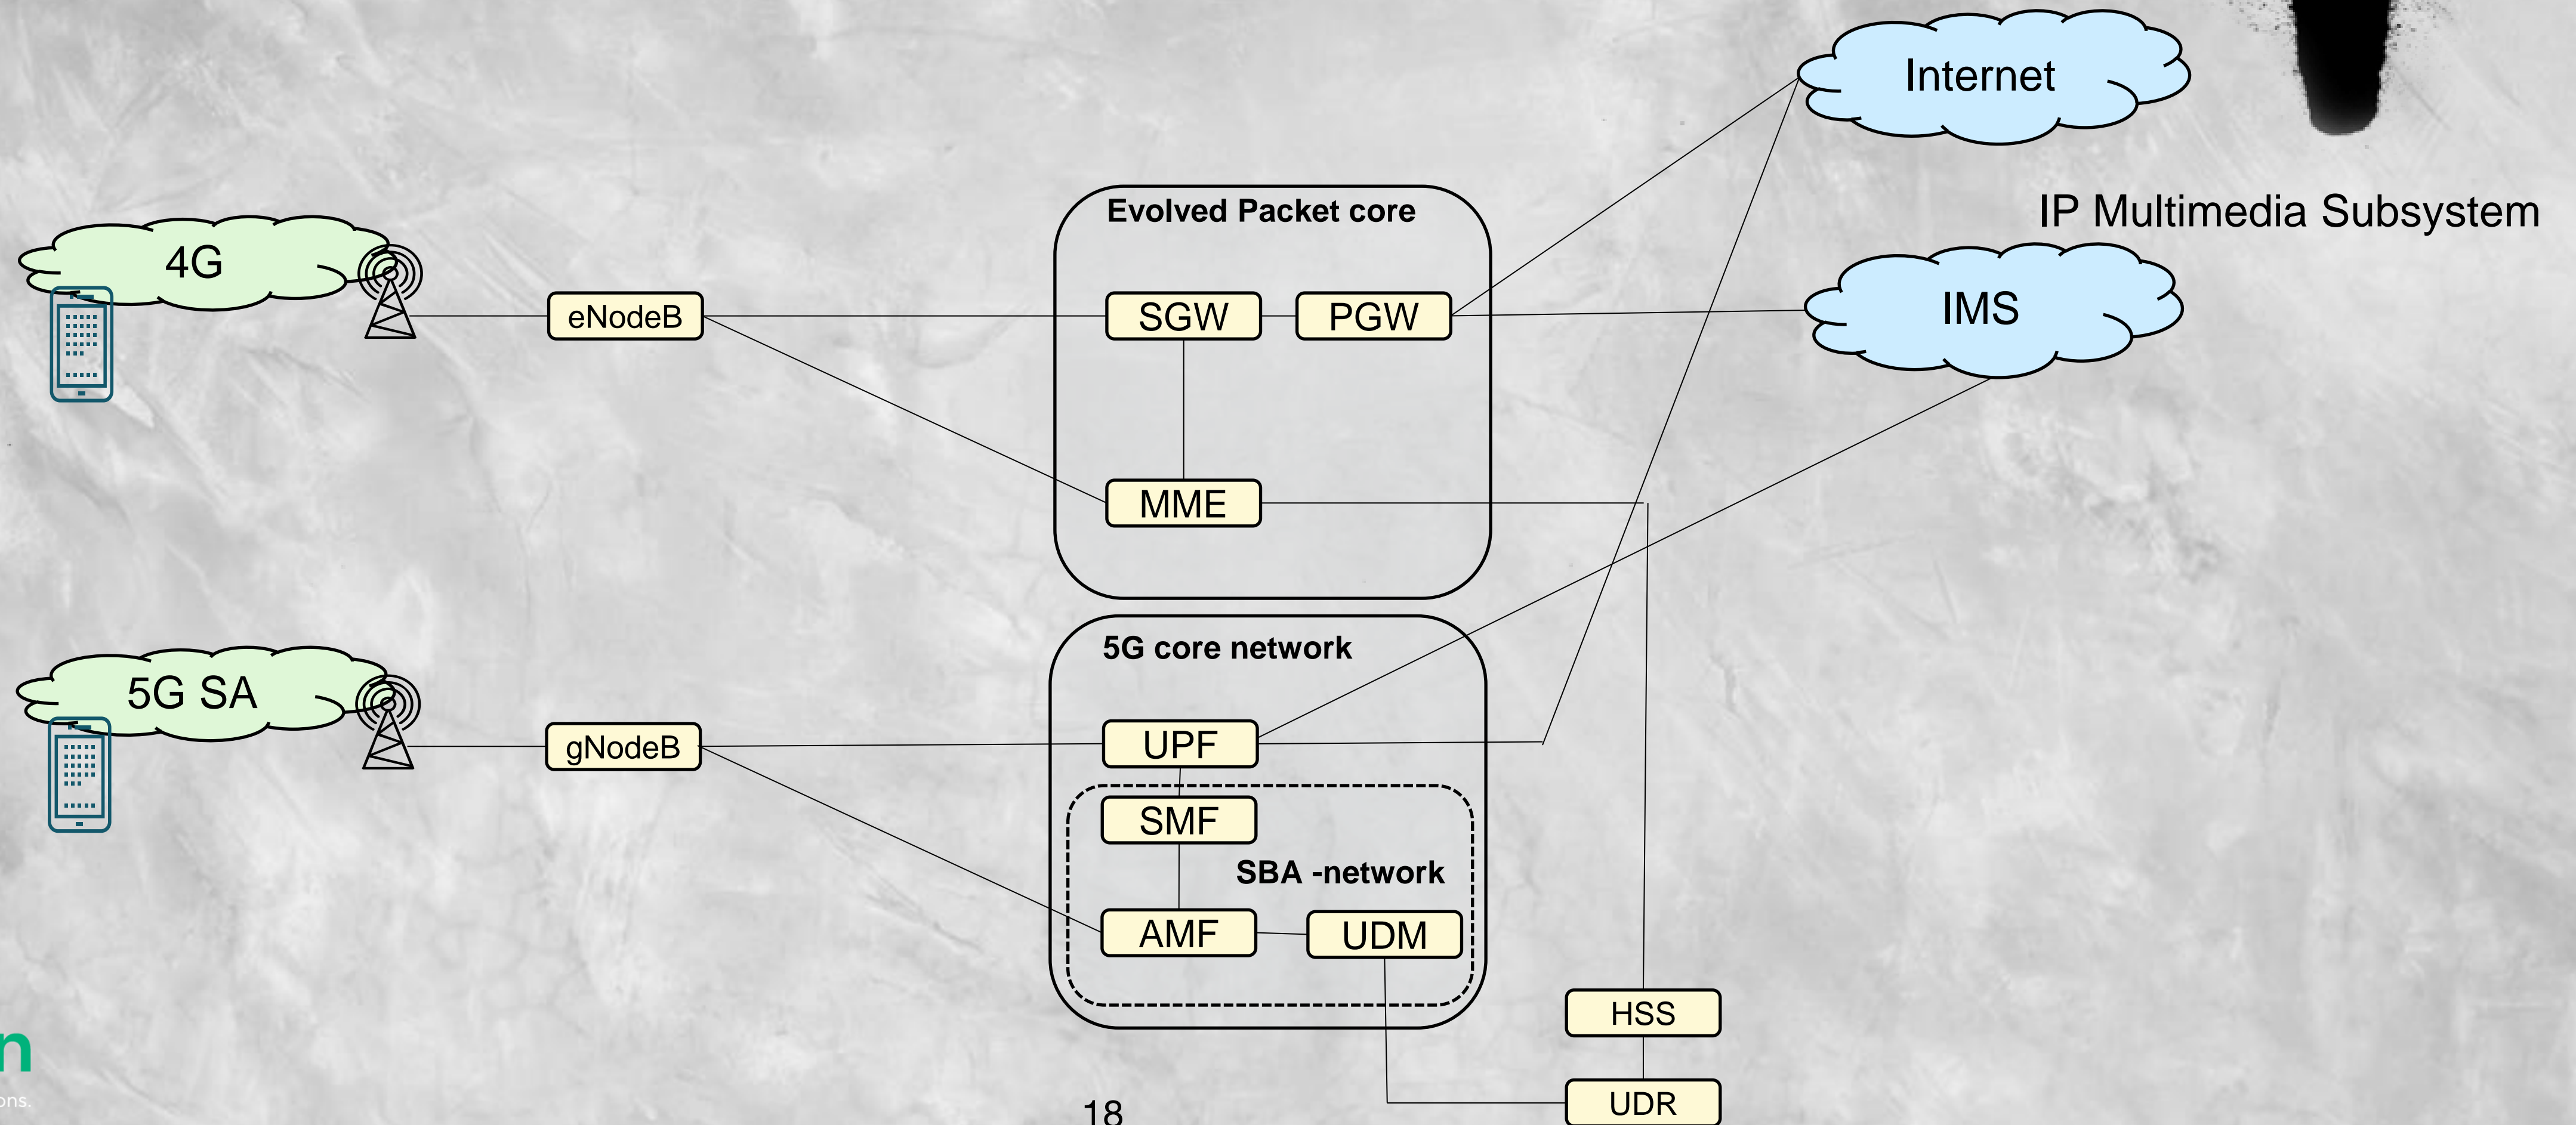 Internet
IP Multimedia Subsystem
Evolved Packet core
4G
eNodeB
SGW
PGW
IMS
MME
5G core network
5G SA
gNodeB
UPF
SMF
SBA -network
AMF
UDM
HSS
UDR
n
ons.
18